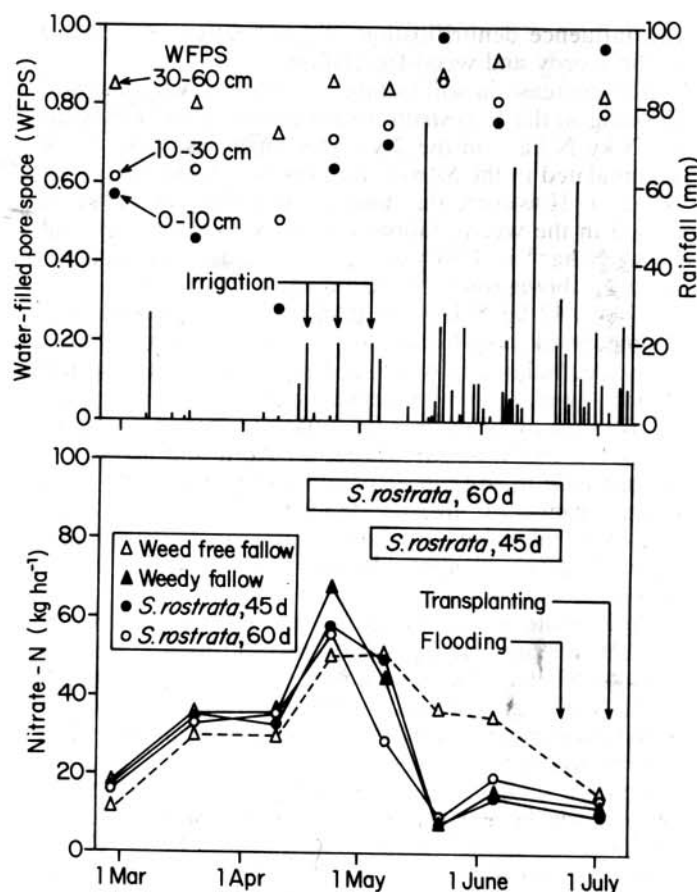 1.00
0.80
0.60
0.40
0.20
0
Water-filled pore space (WFPS)
WFPS
30-60 cm
10-30 cm
0-10 cm
Irrigation
100
80
60
40
20
0
Rainfall (mm)
100
80
60
40
20
0
Nitrate-N (kg ha⁻¹)
S. rostrata, 60 d
S. rostrata, 45 d
Weed free fallow
Weedy fallow
S. rostrata, 45 d
S. rostrata, 60 d
Transplanting
Flooding
1 Mar 1 Apr 1 May 1 June 1 July